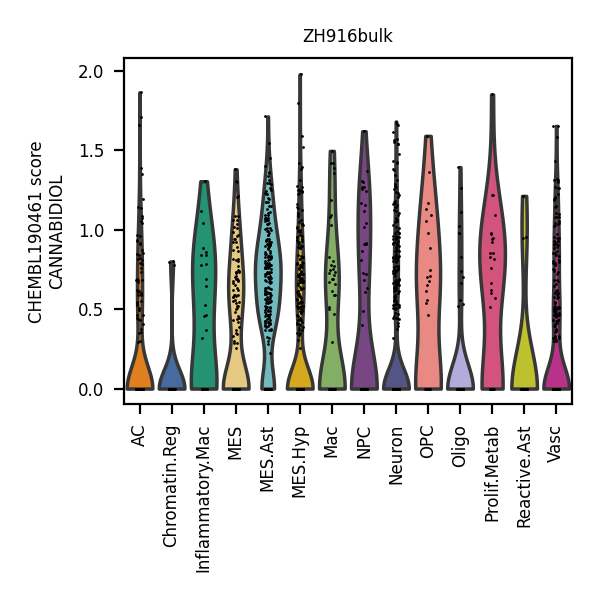 ZH916bulk
CHEMBL190461 score
CANNABIDIOL
2.0
1.5
1.0
0.5
0.0
AC
Chromatin.Reg
Inflammatory.Mac
MES
MES.Ast
MES.Hyp
Mac
NPC
Neuron
OPC
Oligo
Prolif.Metab
Reactive.Ast
Vasc